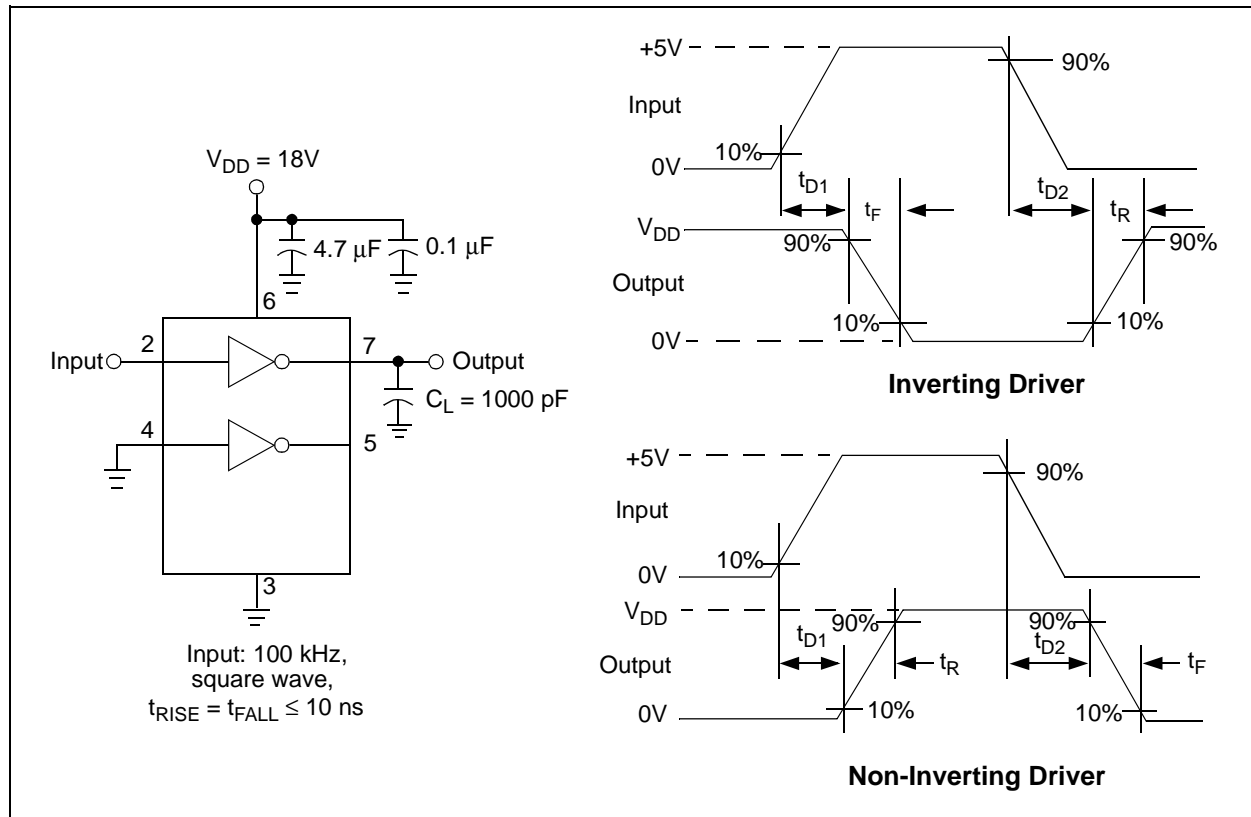 V_DD = 18V
4.7 μF
0.1 μF
6
Input
2
7
Output
C_L = 1000 pF
4
5
3
Input: 100 kHz,
square wave,
t_RISE = t_FALL ≤ 10 ns
+5V
90%
Input
10%
0V
t_D1
t_F
t_D2
t_R
V_DD
90%
90%
Output
10%
10%
0V
Inverting Driver
+5V
90%
Input
10%
0V
V_DD
t_D1
90%
90%
t_D2
Output
t_R
t_F
0V
10%
10%
Non-Inverting Driver